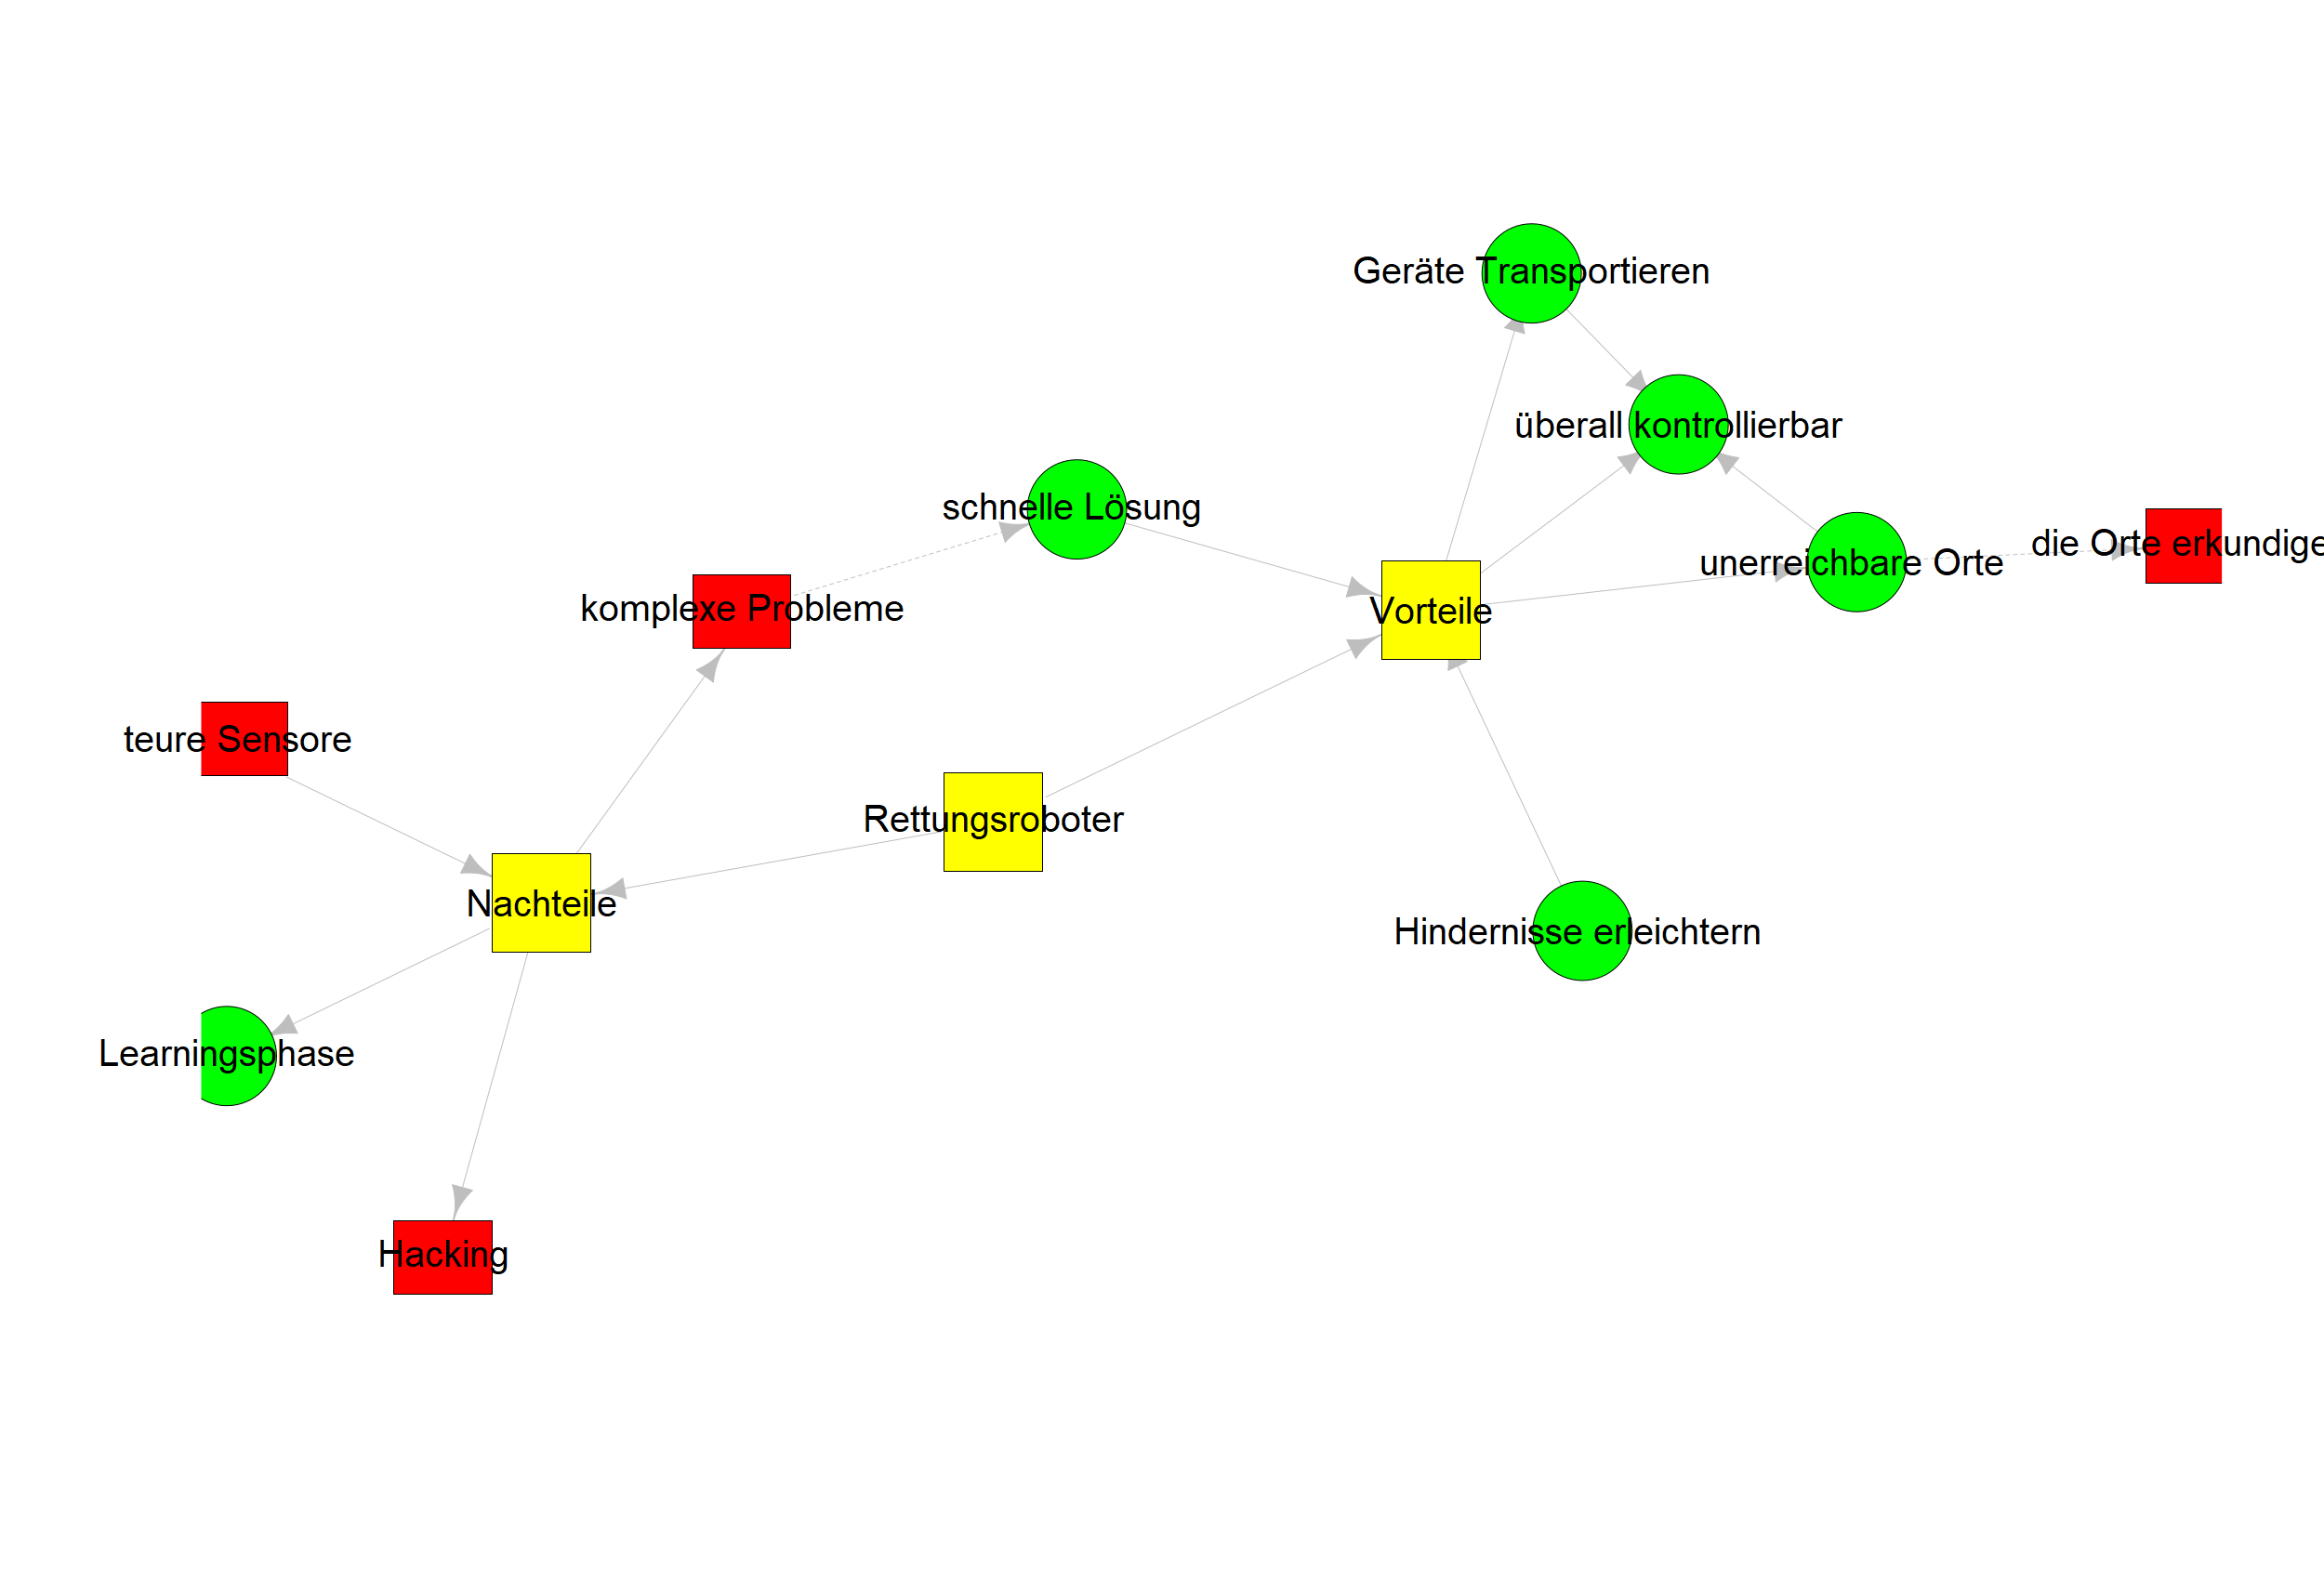 Geräte Transportieren
überall kontrollierbar
schnelle Lösung
die Orte erkundige
unerreichbare Orte
komplexe Probleme
Vorteile
teure Sensore
Rettungsroboter
Nachteile
Hindernisse erleichtern
Learningsphase
Hacking